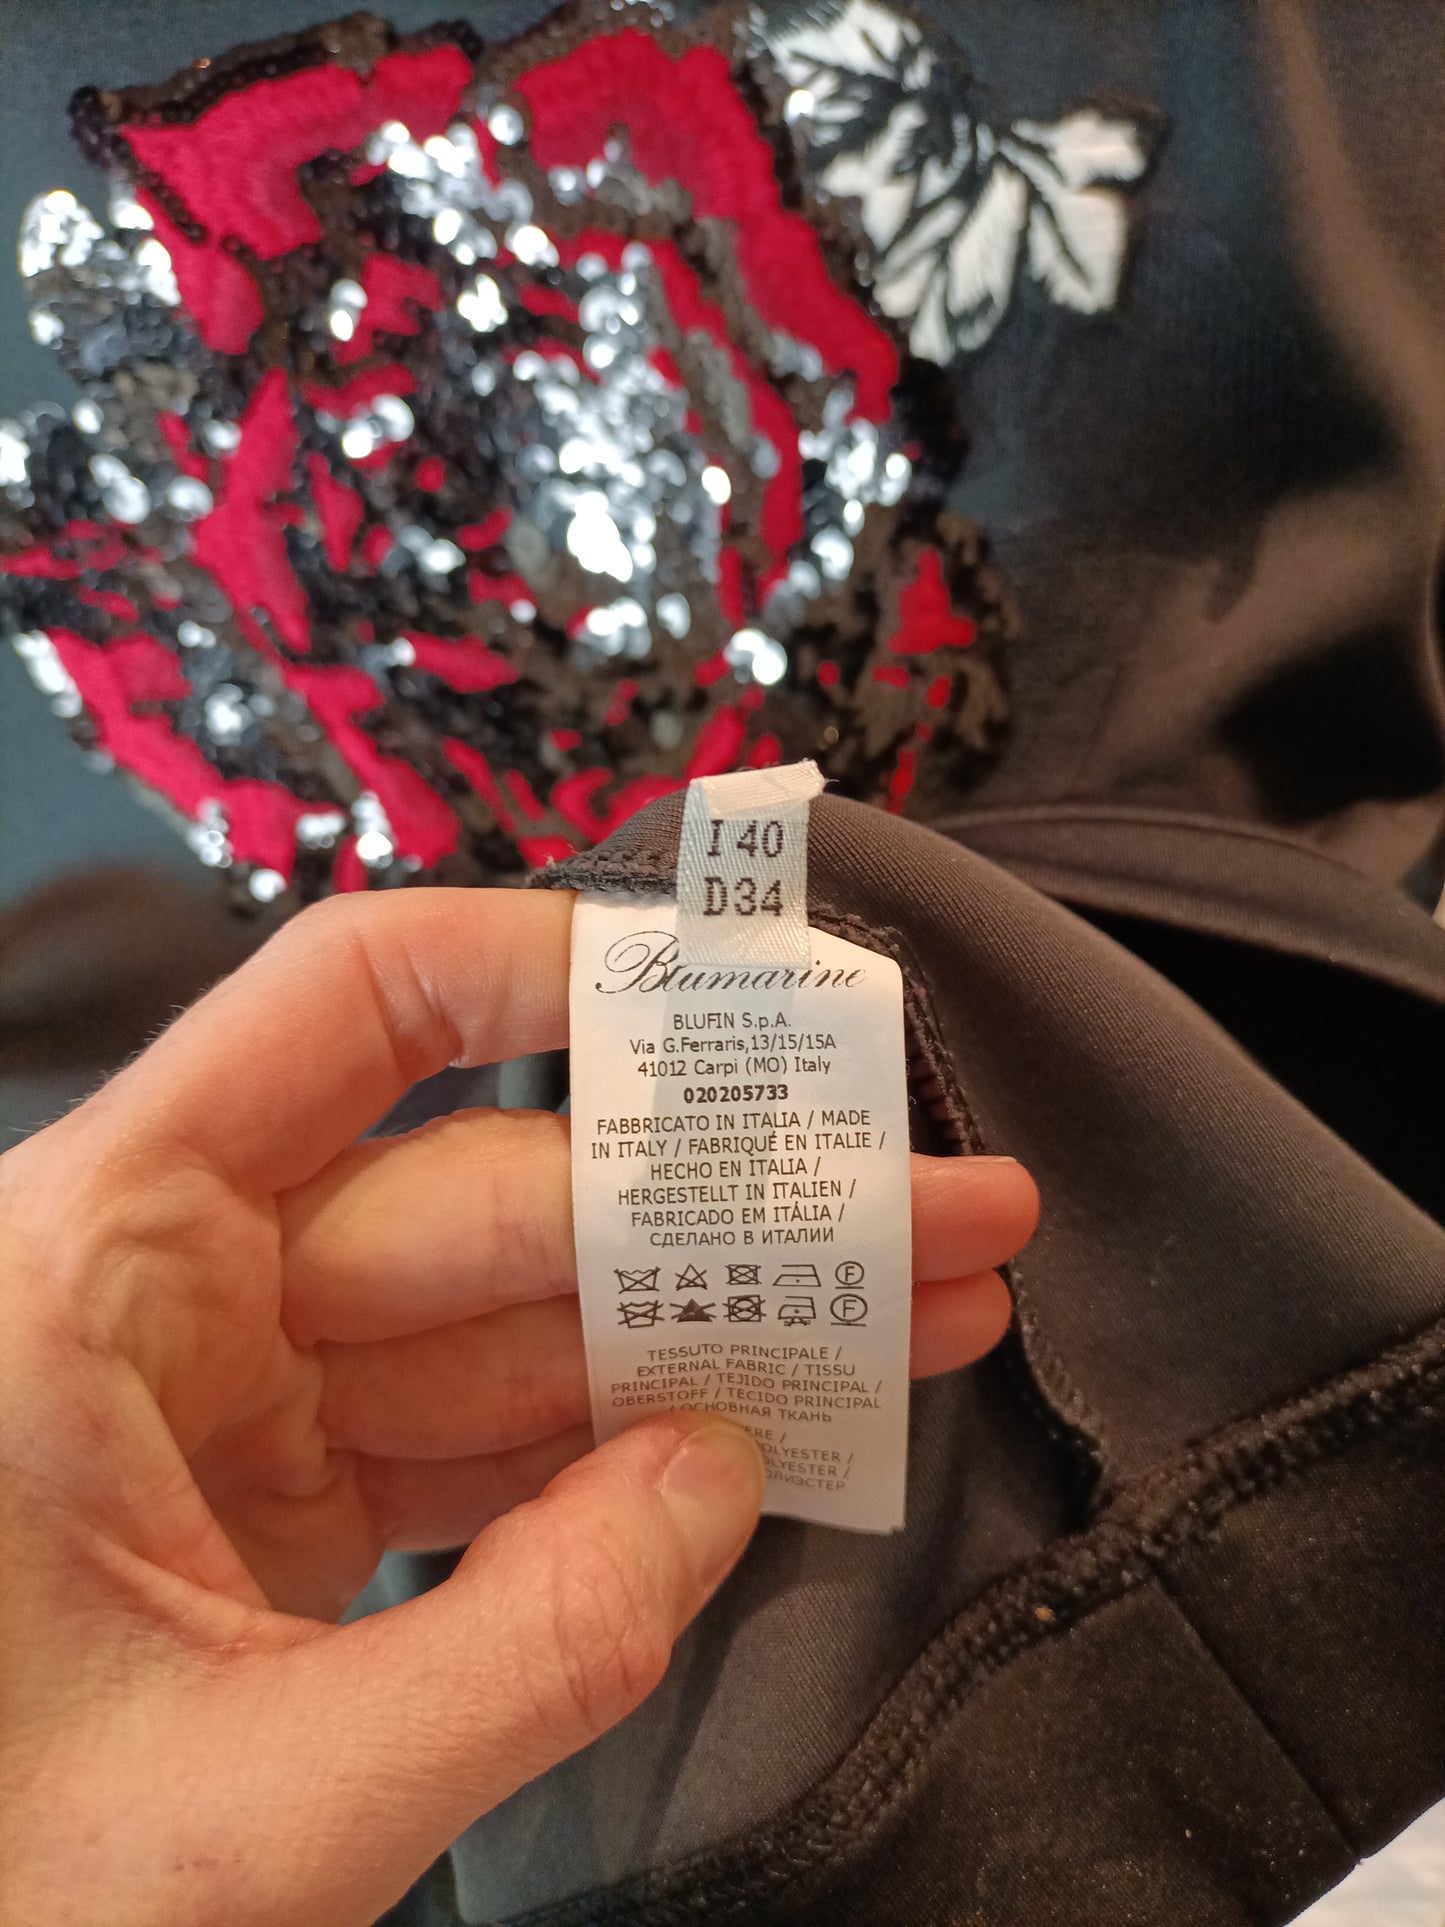 I 40
D34
Blumarine
BLUFIN S.p.A.
Via G.Ferraris,13/15/15A
41012 Carpi (MO) Italy
020205733
FABBRICATO IN ITALIA / MADE
IN ITALY / FABRIQUÉ EN ITALIE /
HECHO EN ITALIA /
HERGESTELLT IN ITALIEN /
FABRICADO EM ITÁLIA /
СДЕЛАНО В ИТАЛИИ
F
F
TESSUTO PRINCIPALE /
EXTERNAL FABRIC / TISSU
PRINCIPAL / TEJIDO PRINCIPAL /
OBERSTOFF / TECIDO PRINCIPAL
/ ОСНОВНАЯ ТКАНЬ